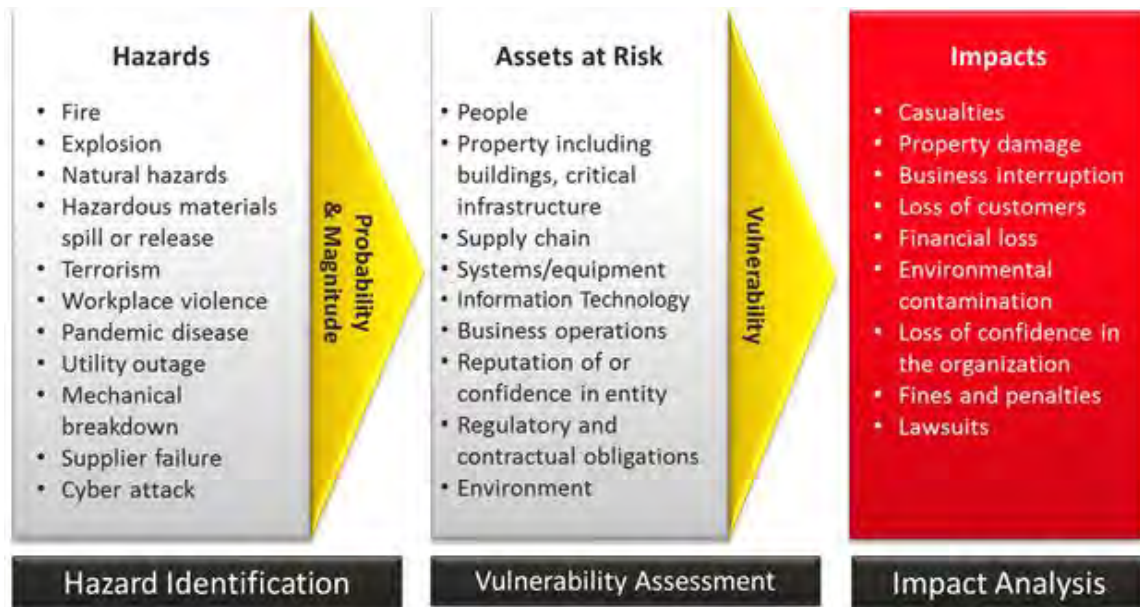 Hazards
• Fire
• Explosion
• Natural hazards
• Hazardous materials
spill or release
• Terrorism
• Workplace violence
• Pandemic disease
• Utility outage
• Mechanical
breakdown
• Supplier failure
• Cyber attack
Probability
& Magnitude
Hazard Identification
Assets at Risk
• People
• Property including
buildings, critical
infrastructure
• Supply chain
• Systems/equipment
• Information Technology
• Business operations
• Reputation of or
confidence in entity
• Regulatory and
contractual obligations
• Environment
Vulnerability
Vulnerability Assessment
Impacts
• Casualties
• Property damage
• Business interruption
• Loss of customers
• Financial loss
• Environmental
contamination
• Loss of confidence in
the organization
• Fines and penalties
• Lawsuits
Impact Analysis